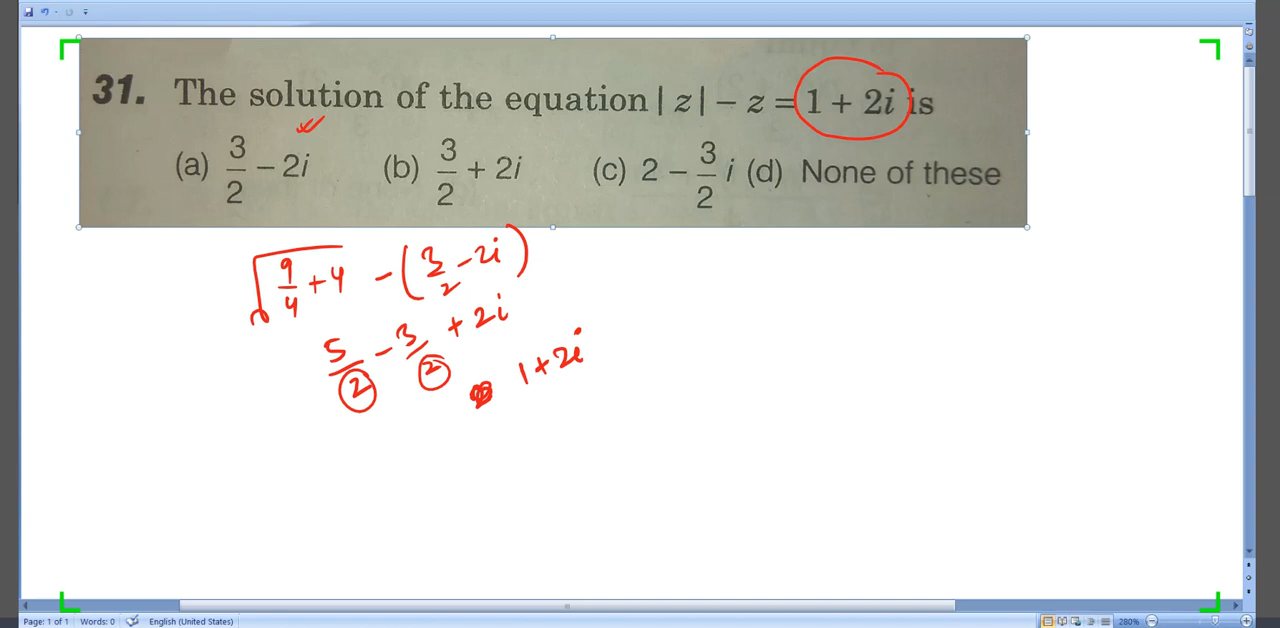 31. The solution of the equation | z | − z = 1 + 2i is
(a) 3/2 − 2i (b) 3/2 + 2i (c) 2 − 3/2 i (d) None of these
√(9/4 + 4) − (3/2 − 2i)
5/2 − 3/2 + 2i
1 + 2i
Page: 1 of 1 Words: 0 English (United States) 280%